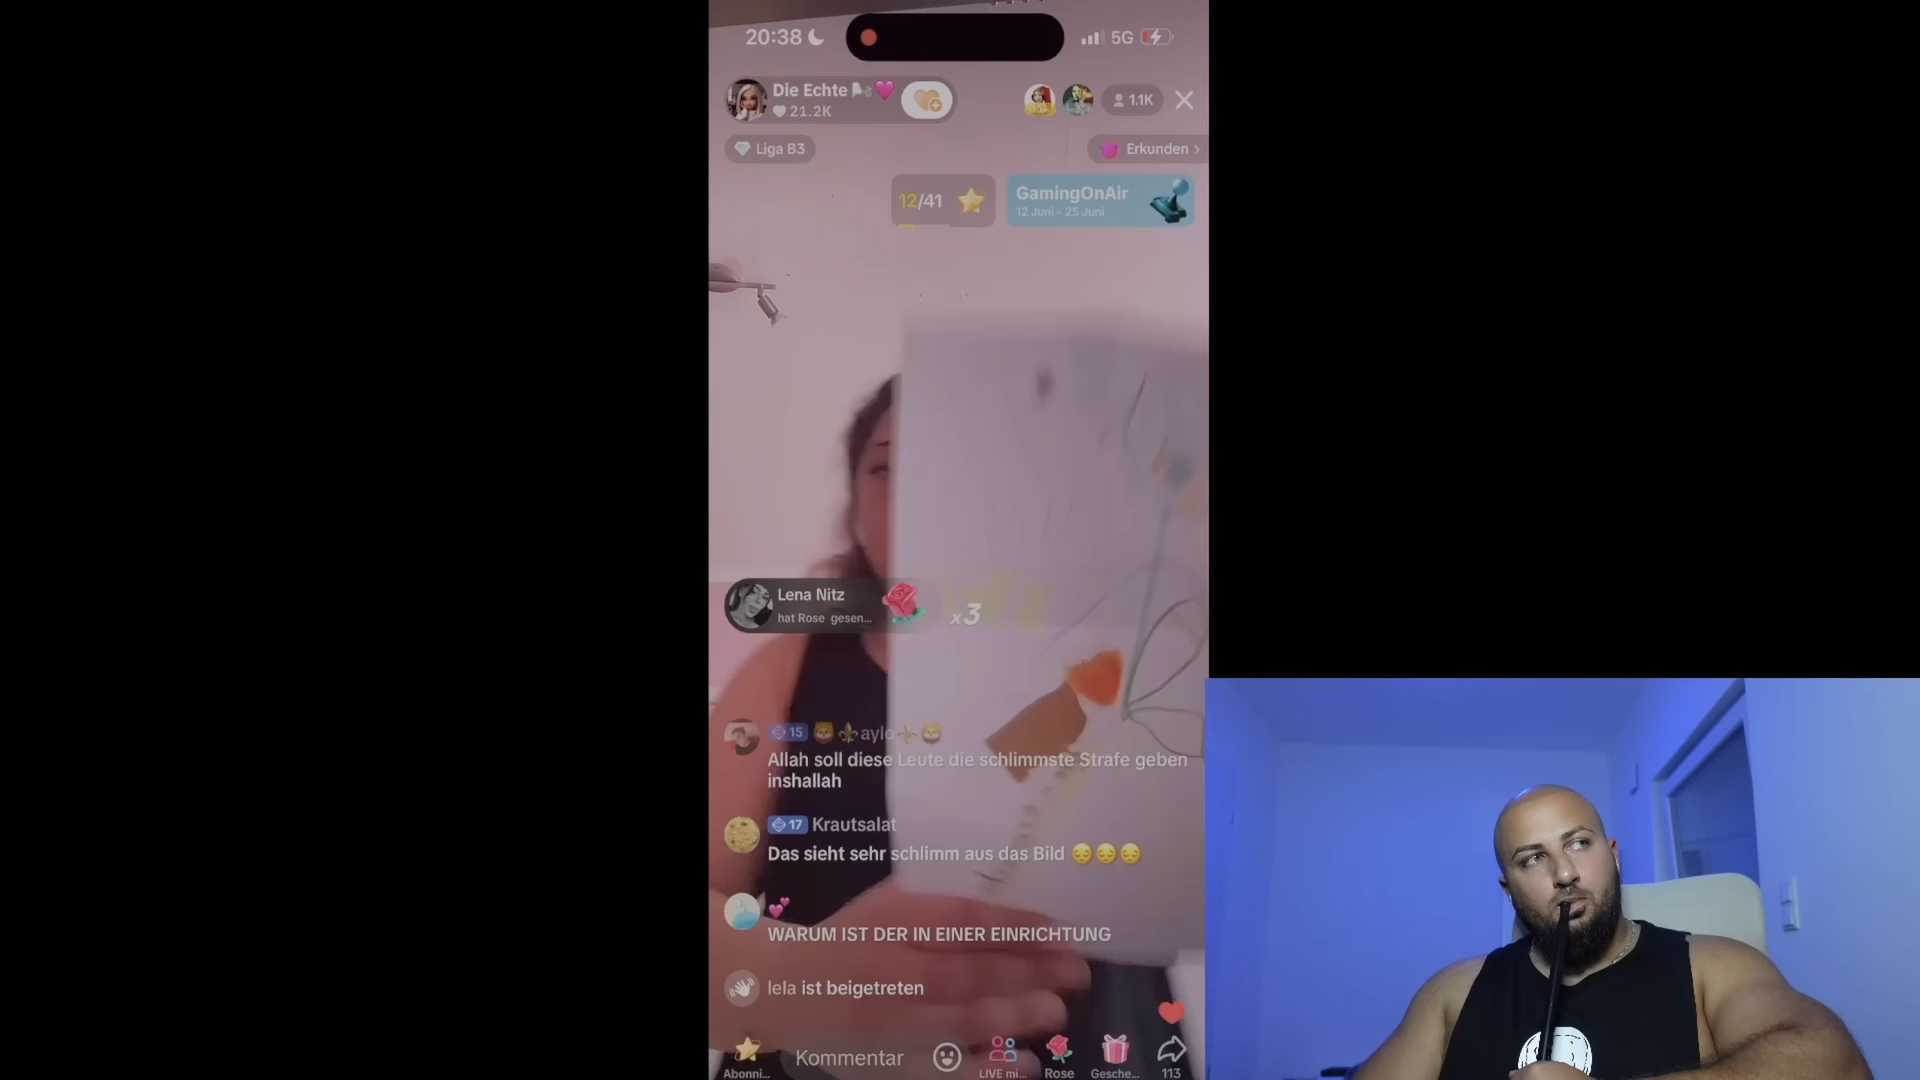 20:38 5G
Die Echte
21.2K
1.1K
Liga B3
Erkunden >
12/41
GamingOnAir
12 Juni - 25 Juni
Lena Nitz
hat Rose gesen...
x3
15 aylo
Allah soll diese Leute die schlimmste Strafe geben
inshallah
17 Krautsalat
Das sieht sehr schlimm aus das Bild 😔😔😔
WARUM IST DER IN EINER EINRICHTUNG
lela ist beigetreten
Kommentar
Abonni... LIVE mi... Rose Gesche... 113